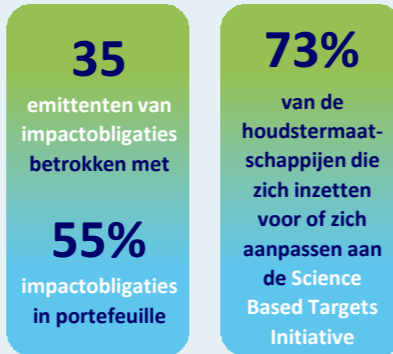 35
emittenten van
impactobligaties
betrokken met
55%
impactobligaties
in portefeuille
73%
van de
houdstermaat-
schappijen die
zich inzetten
voor of zich
aanpassen aan
de Science
Based Targets
Initiative